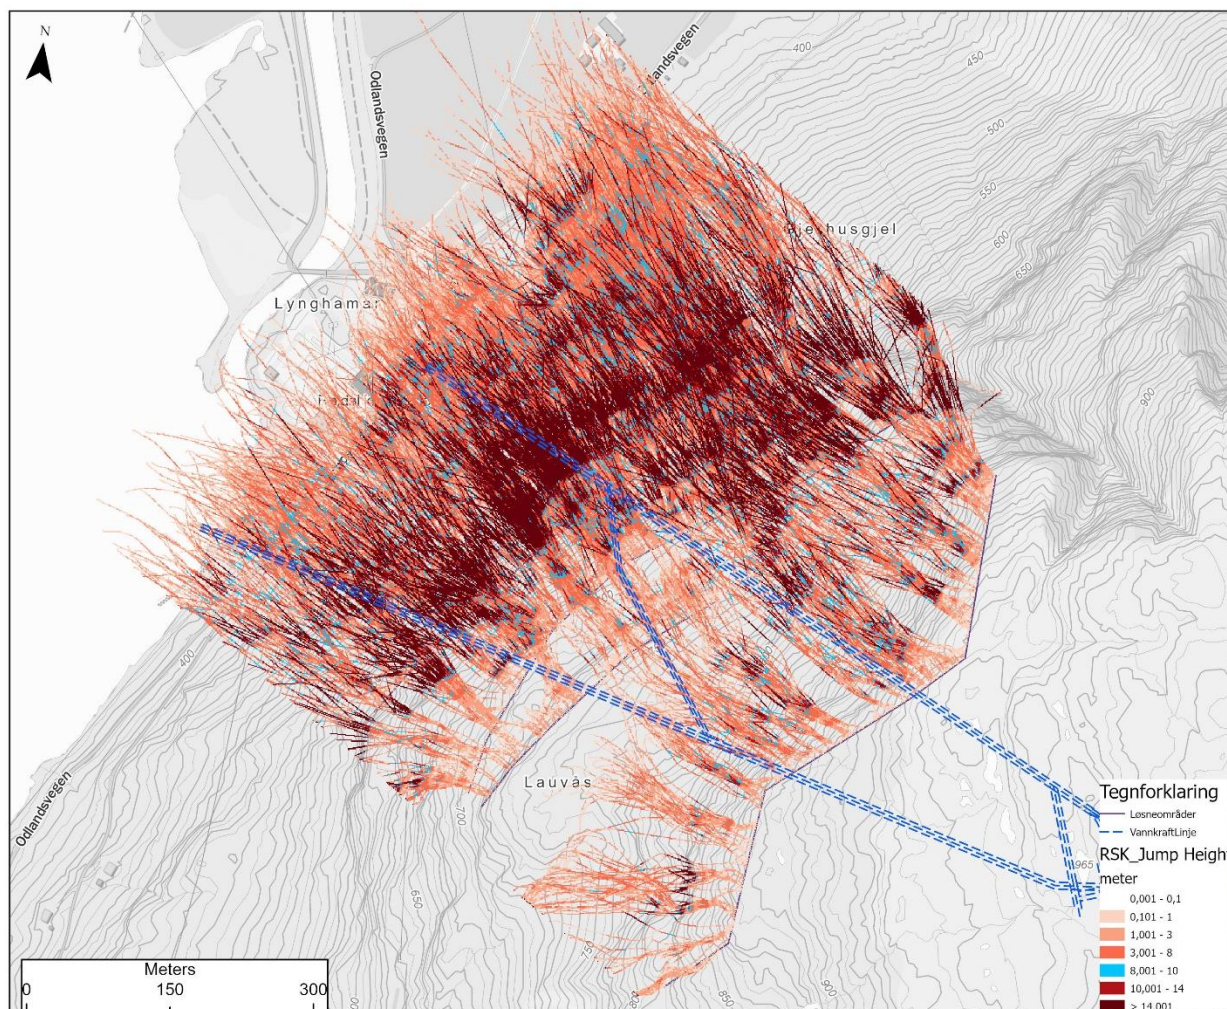 N
Odlandsvegen
400
450
500
550
600
650
Lynghamar
900
400
Lauvås
700
650
750
800
850
900
965
Odlandsvegen
Tegnforklaring
Løsneområder
VannkraftLinje
RSK_Jump Height
meter
0,001 - 0,1
0,101 - 1
1,001 - 3
3,001 - 8
8,001 - 10
10,001 - 14
> 14,001
Meters
0 150 300